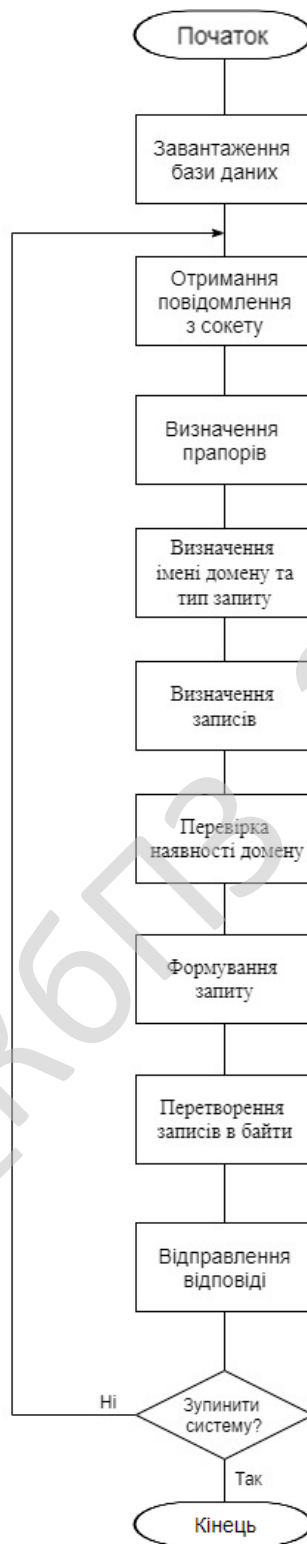 Початок
Завантаження
бази даних
Отримання
повідомлення
з сокету
Визначення
прапорів
Визначення
імені домену та
тип запиту
Визначення
записів
Перевірка
наявності домену
Формування
запиту
Перетворення
записів в байти
Відправлення
відповіді
Ні
Зупинити
систему?
Так
Кінець